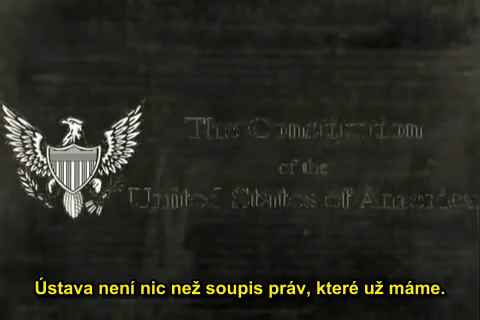 The Constitution
of the
United States of America
Ústava není nic než soupis práv, které už máme.